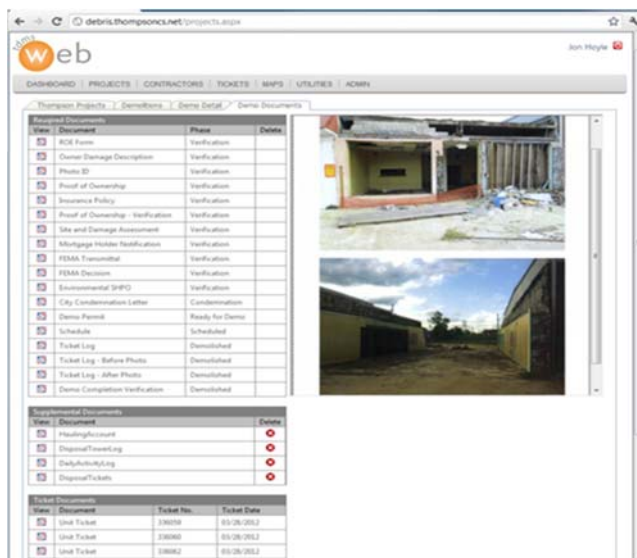 debris.thompsoncs.net/projects.aspx
tdms
web
Jon Hoyle
DASHBOARD | PROJECTS | CONTRACTORS | TICKETS | MAPS | UTILITIES | ADMIN
Thompson Projects Demolitions Demo Detail Demo Documents
Required Documents
View Document Phase Delete
ROE Form Verification
Owner Damage Description Verification
Photo ID Verification
Proof of Ownership Verification
Insurance Policy Verification
Proof of Ownership - Verification Verification
Site and Damage Assessment Verification
Mortgage Holder Notification Verification
FEMA Transmittal Verification
FEMA Decision Verification
Environmental SHPO Verification
City Condemnation Letter Condemnation
Demo Permit Ready for Demo
Schedule Scheduled
Ticket Log Demolished
Ticket Log - Before Photo Demolished
Ticket Log - After Photo Demolished
Demo Completion Verification Demolished
Supplemental Documents
View Document Delete
HaulingAccount
DisposalTowerLog
DailyActivityLog
DisposalTickets
Ticket Documents
View Document Ticket No. Ticket Date
Unit Ticket 336059 03/28/2012
Unit Ticket 336060 03/28/2012
Unit Ticket 336062 03/28/2012